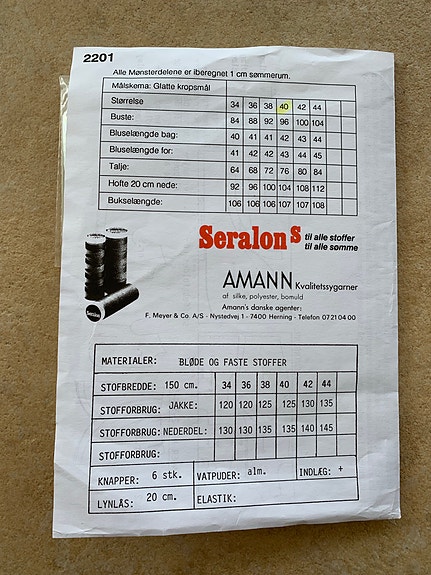 2201
Alle Mønsterdelene er iberegnet 1 cm sømmerum.
Målskema: Glatte kropsmål
Størrelse 34 36 38 40 42 44
Buste: 84 88 92 96 100 104
Bluselængde bag: 40 41 41 42 43 44
Bluselængde for: 41 42 42 43 44 45
Talje: 64 68 72 76 80 84
Hofte 20 cm nede: 92 96 100 104 108 112
Bukselængde: 106 106 106 107 107 108
Seralon S til alle stoffer
til alle sømme
AMANN Kvalitetssygarner
af silke, polyester, bomuld
Amann's danske agenter:
F. Meyer & Co. A/S - Nystedvej 1 - 7400 Herning - Telefon 07210400
Seralon
MATERIALER: BLØDE OG FASTE STOFFER
STOFBREDDE: 150 cm. 34 36 38 40 42 44
STOFFORBRUG: JAKKE: 120 120 125 125 130 135
STOFFORBRUG: NEDERDEL: 130 130 135 135 140 145
STOFFORBRUG:
KNAPPER: 6 stk. VATPUDER: alm. INDLÆG: +
LYNLÅS: 20 cm. ELASTIK: